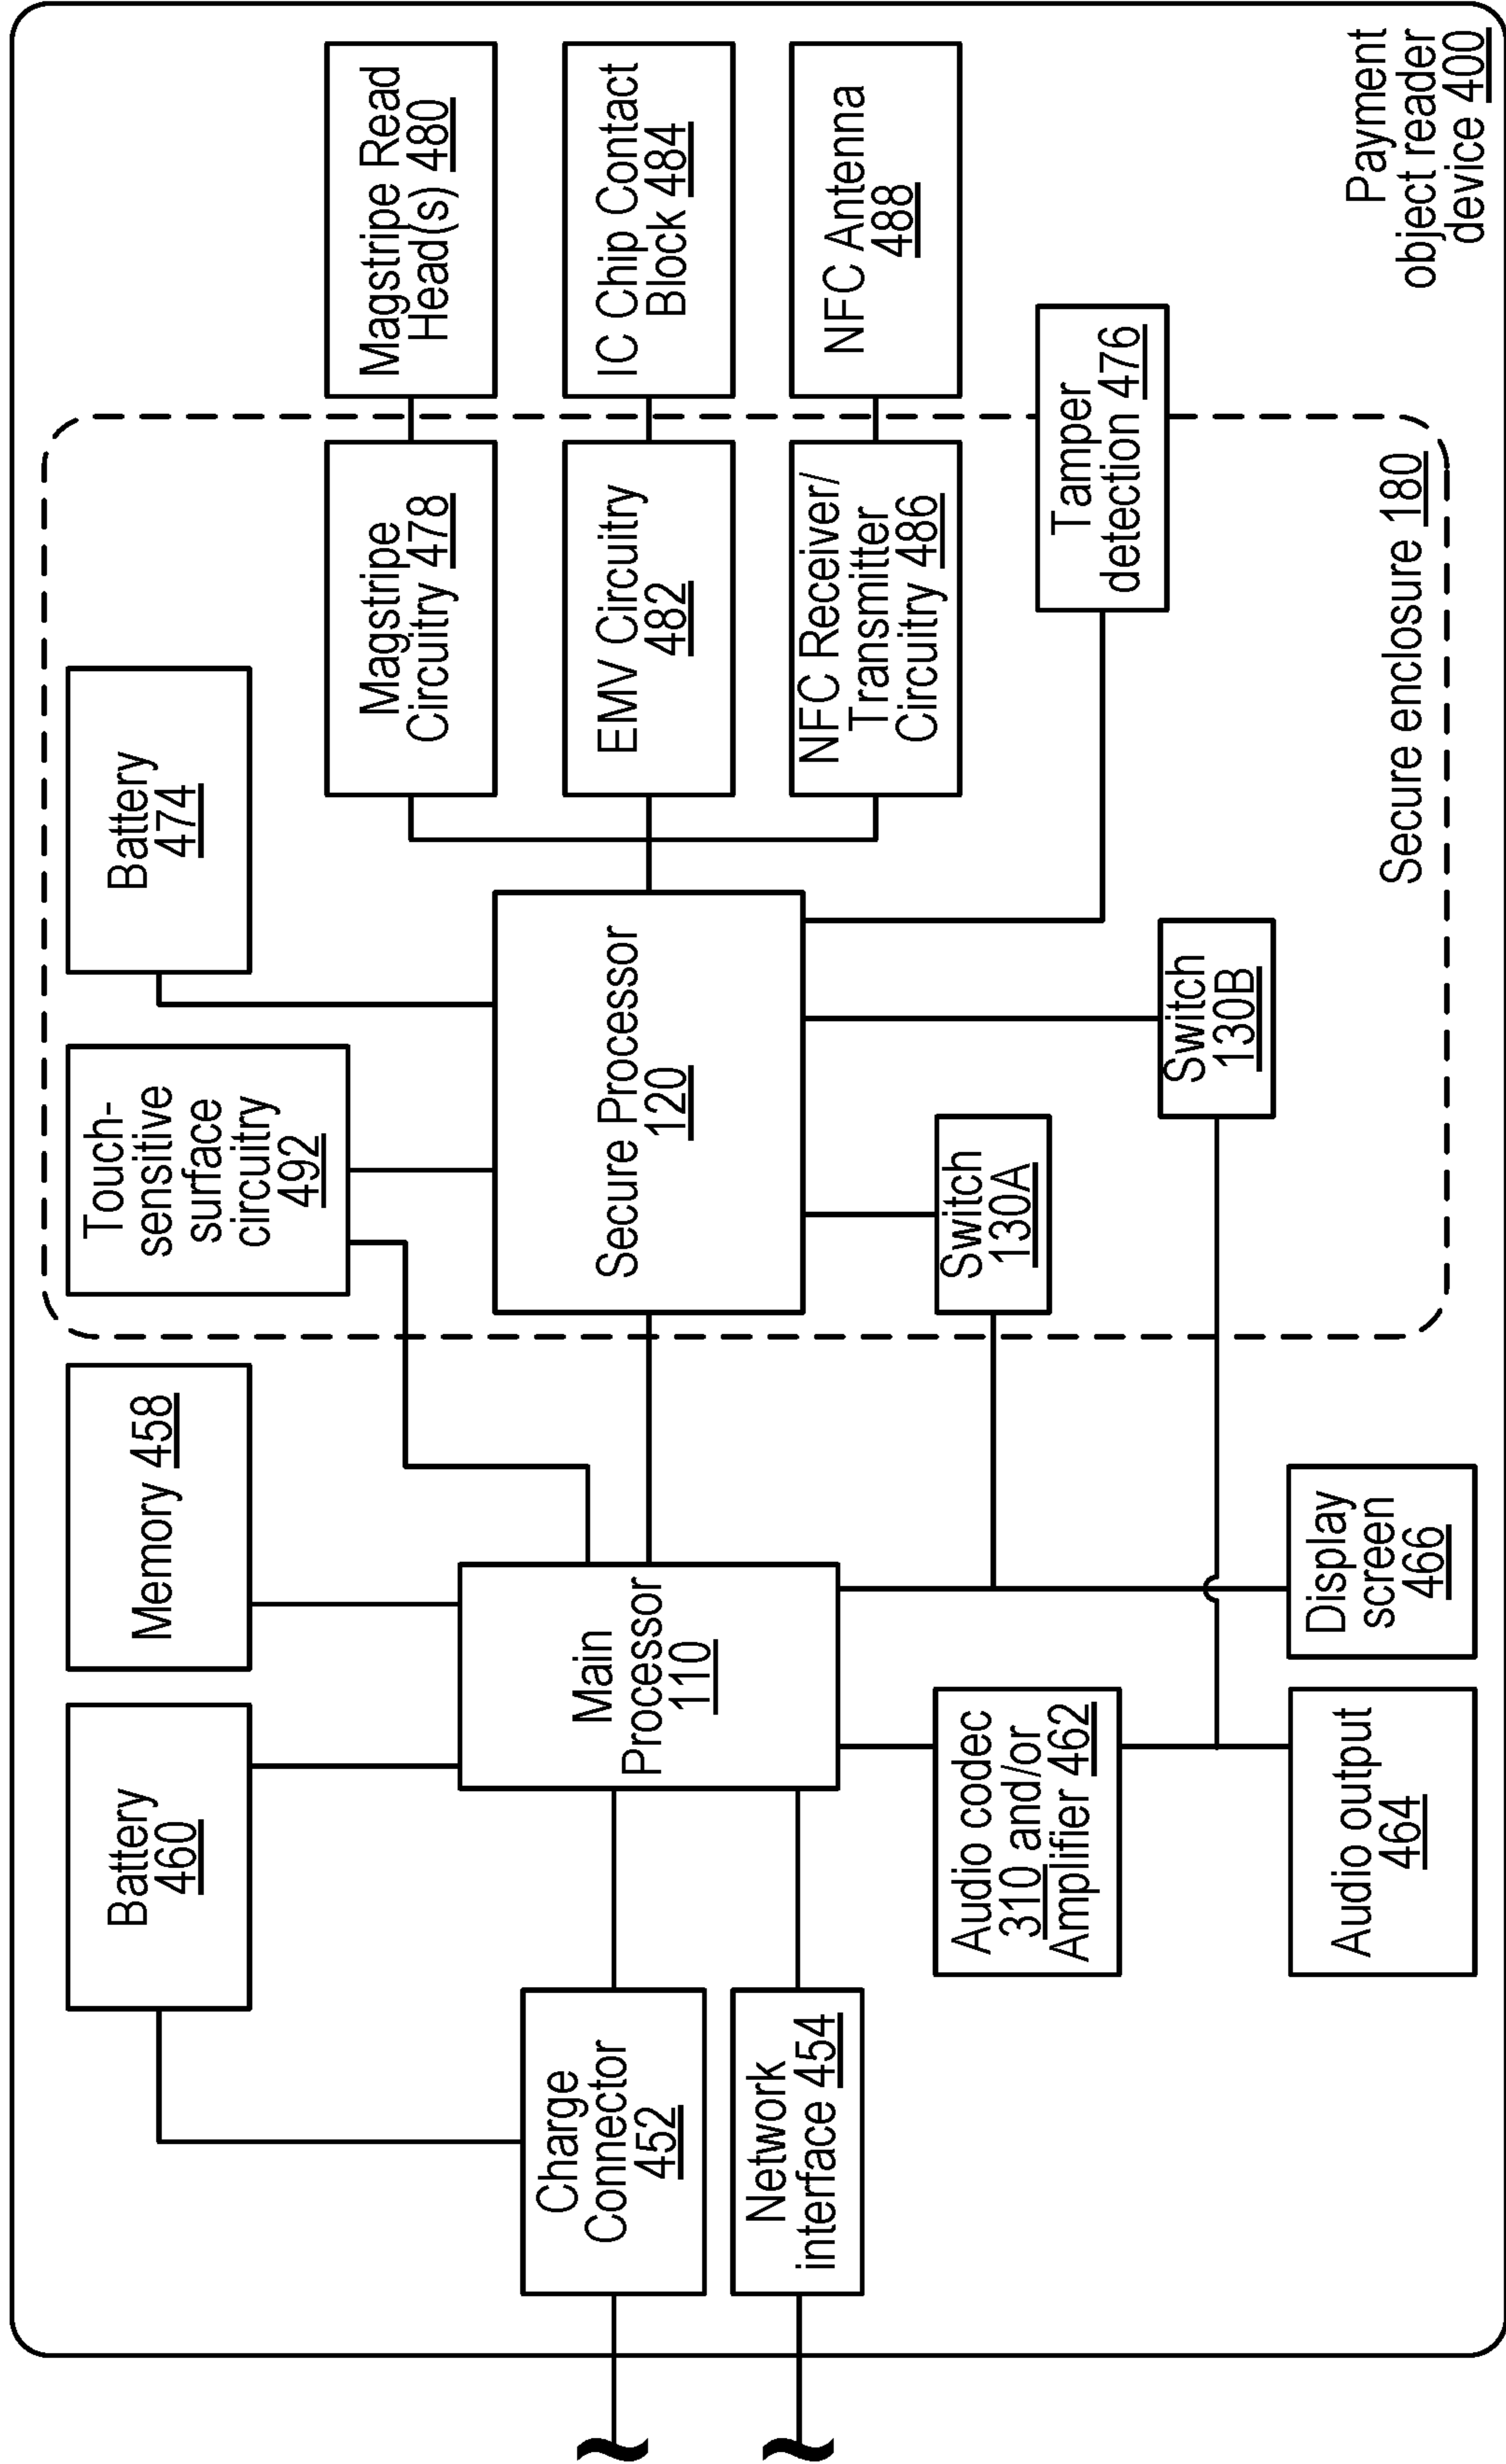 Battery
460
Memory 458
Touch-
sensitive
surface
circuitry
492
Battery
474
Charge
Connector
452
Network
interface 454
Main
Processor
110
Secure Processor
120
Magstripe
Circuitry 478
Magstripe Read
Head(s) 480
EMV Circuitry
482
IC Chip Contact
Block 484
NFC Receiver/
Transmitter
Circuitry 486
NFC Antenna
488
Audio codec
310 and/or
Amplifier 462
Switch
130A
Switch
130B
Tamper
detection 476
Audio output
464
Display
screen
466
Secure enclosure 180
Payment
object reader
device 400